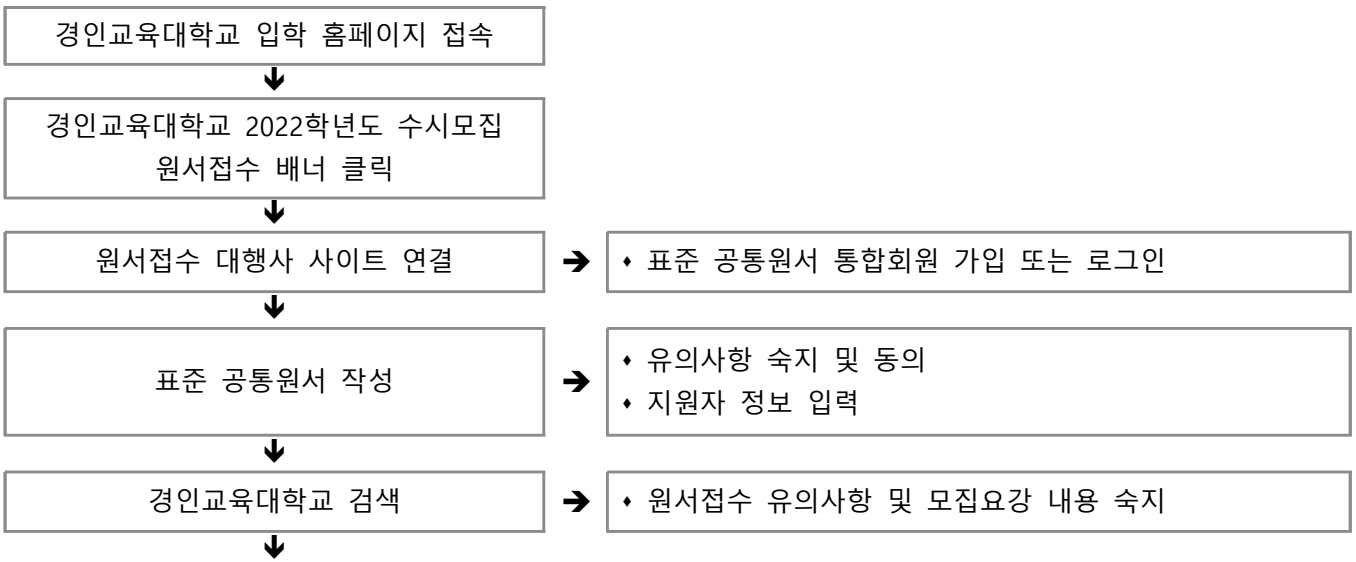 경인교육대학교 입학 홈페이지 접속
🡻
경인교육대학교 2022학년도 수시모집
원서접수 배너 클릭
🡻
원서접수 대행사 사이트 연결 ➔ ⬩ 표준 공통원서 통합회원 가입 또는 로그인
🡻
표준 공통원서 작성 ➔ ⬩ 유의사항 숙지 및 동의
⬩ 지원자 정보 입력
🡻
경인교육대학교 검색 ➔ ⬩ 원서접수 유의사항 및 모집요강 내용 숙지
🡻